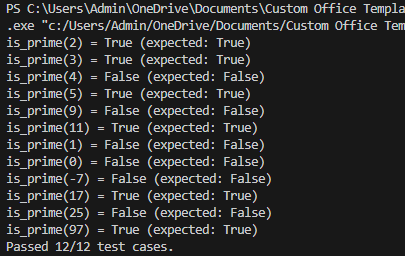 PS C:\Users\Admin\OneDrive\Documents\Custom Office Templa
.exe "c:/Users/Admin/OneDrive/Documents/Custom Office Tem
is_prime(2) = True (expected: True)
is_prime(3) = True (expected: True)
is_prime(4) = False (expected: False)
is_prime(5) = True (expected: True)
is_prime(9) = False (expected: False)
is_prime(11) = True (expected: True)
is_prime(1) = False (expected: False)
is_prime(0) = False (expected: False)
is_prime(-7) = False (expected: False)
is_prime(17) = True (expected: True)
is_prime(25) = False (expected: False)
is_prime(97) = True (expected: True)
Passed 12/12 test cases.